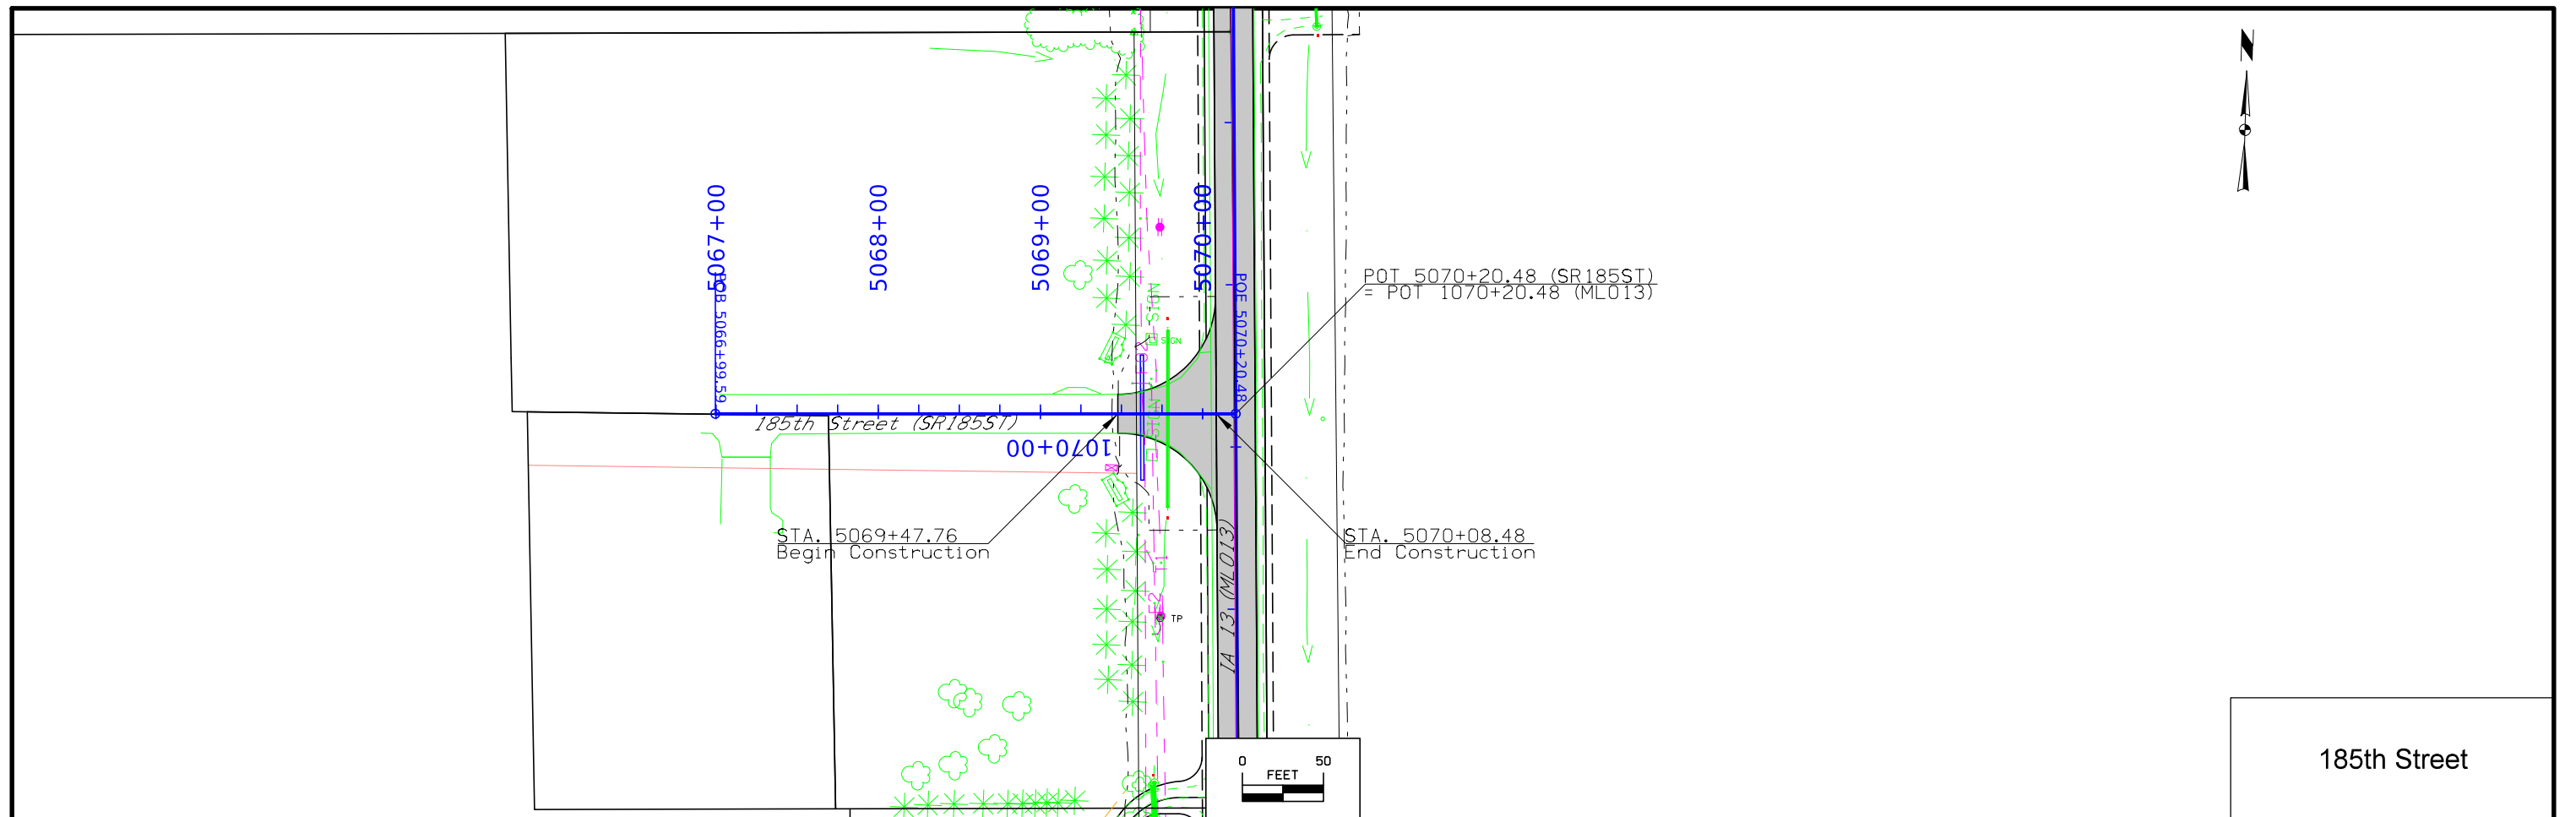 N
5067+00
5068+00
5069+00
5070+00
POB 5066+99.59
POE 5070+20.48
POT 5070+20.48 (SR185ST)
= POT 1070+20.48 (ML013)
SIGN
SIGN
SIGN
185th Street (SR185ST)
1070+00
STA. 5069+47.76
Begin Construction
STA. 5070+08.48
End Construction
IA 13 (ML013)
TP
0 50
FEET
185th Street